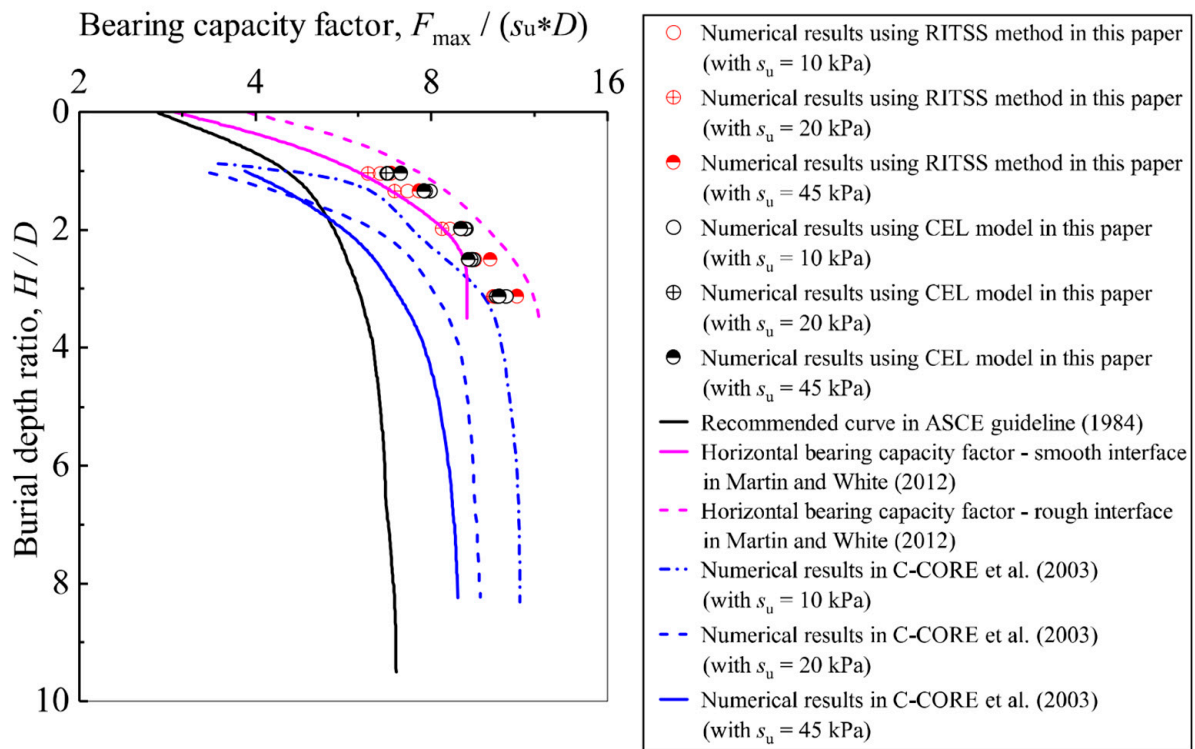 Bearing capacity factor, Fmax / (su*D)
2 4 8 16
0
2
4
6
8
10
Burial depth ratio, H / D
Numerical results using RITSS method in this paper
(with su = 10 kPa)
Numerical results using RITSS method in this paper
(with su = 20 kPa)
Numerical results using RITSS method in this paper
(with su = 45 kPa)
Numerical results using CEL model in this paper
(with su = 10 kPa)
Numerical results using CEL model in this paper
(with su = 20 kPa)
Numerical results using CEL model in this paper
(with su = 45 kPa)
Recommended curve in ASCE guideline (1984)
Horizontal bearing capacity factor - smooth interface
in Martin and White (2012)
Horizontal bearing capacity factor - rough interface
in Martin and White (2012)
Numerical results in C-CORE et al. (2003)
(with su = 10 kPa)
Numerical results in C-CORE et al. (2003)
(with su = 20 kPa)
Numerical results in C-CORE et al. (2003)
(with su = 45 kPa)